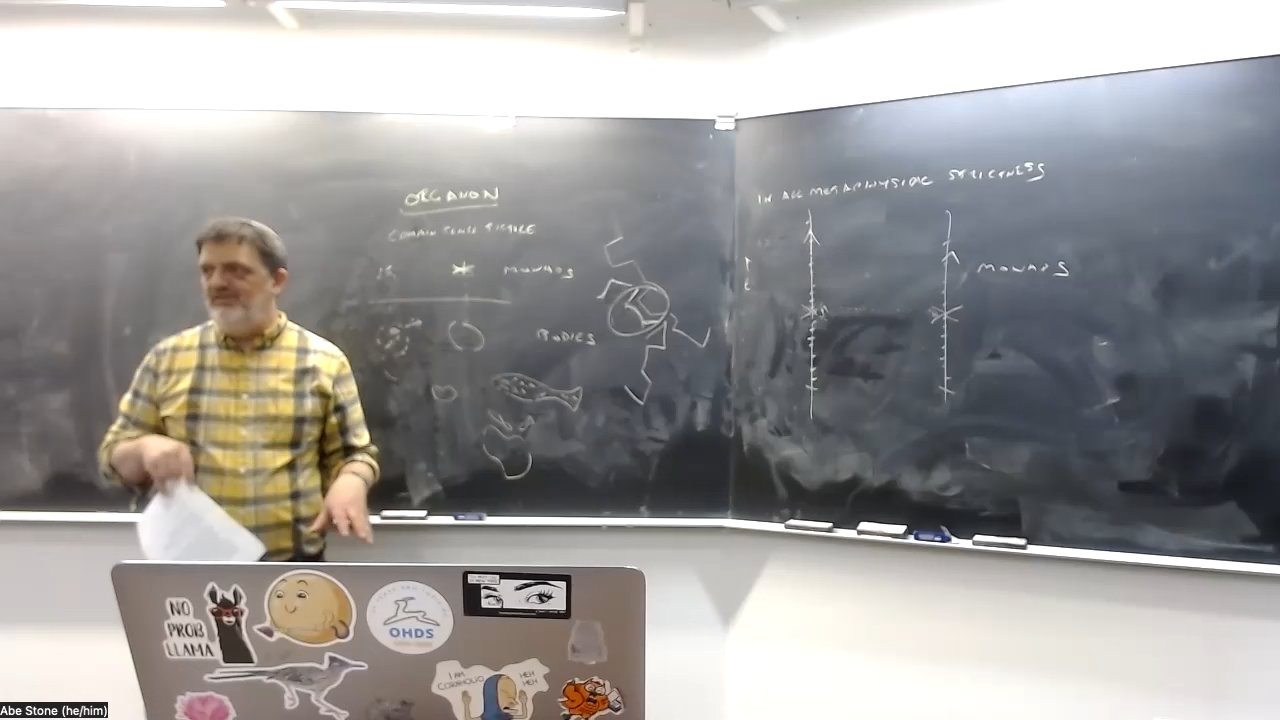 ORGANON
COMMON SENSE PICTURE
MONADS
BODIES
IN ALL METAPHYSICAL STRICTNESS
MONADS
NO
PROB
LLAMA
OHDS
I AM
CORNHOLIO
HEH
HEH
Abe Stone (he/him)